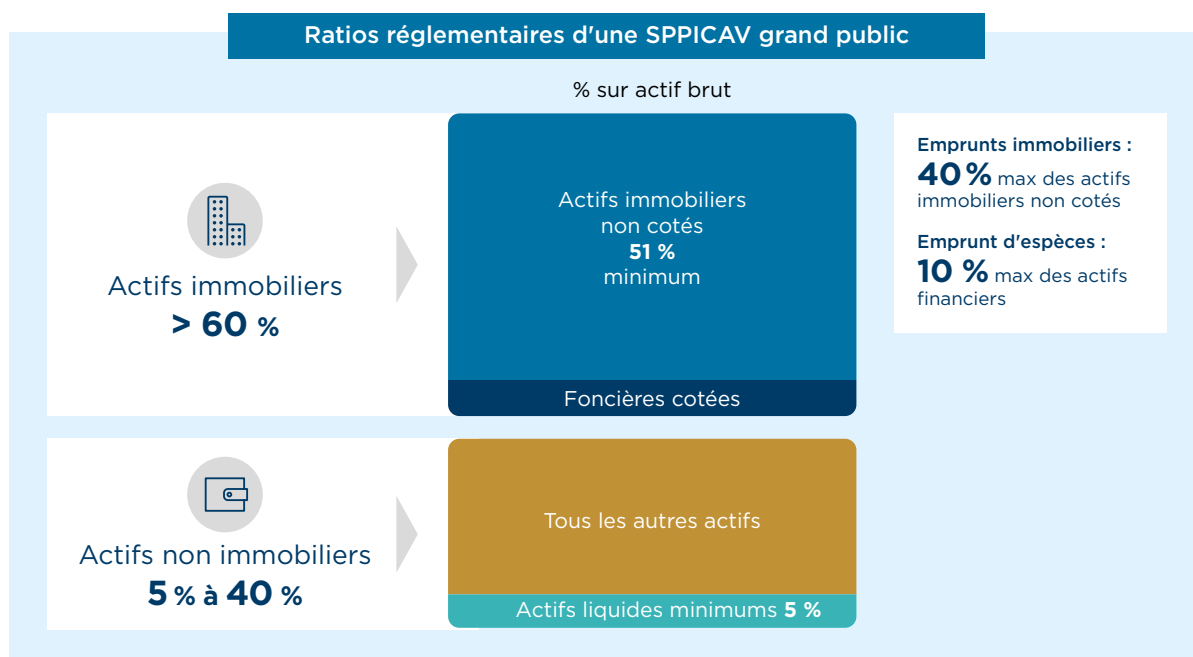 Ratios réglementaires d'une SPPICAV grand public
% sur actif brut
Actifs immobiliers
> 60 %
Actifs immobiliers
non cotés
51 %
minimum
Foncières cotées
Emprunts immobiliers :
40 % max des actifs
immobiliers non cotés
Emprunt d'espèces :
10 % max des actifs
financiers
Actifs non immobiliers
5 % à 40 %
Tous les autres actifs
Actifs liquides minimums 5 %